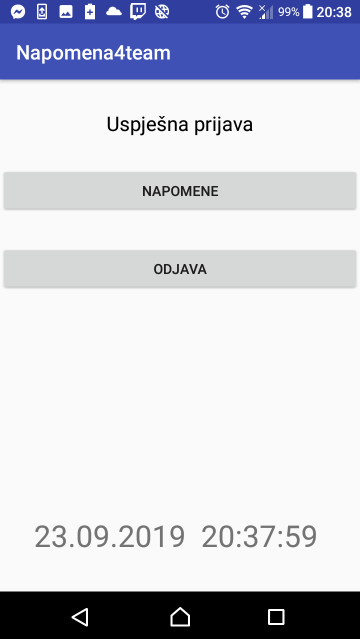 99% 20:38
Napomena4team
Uspješna prijava
NAPOMENE
ODJAVA
23.09.2019 20:37:59